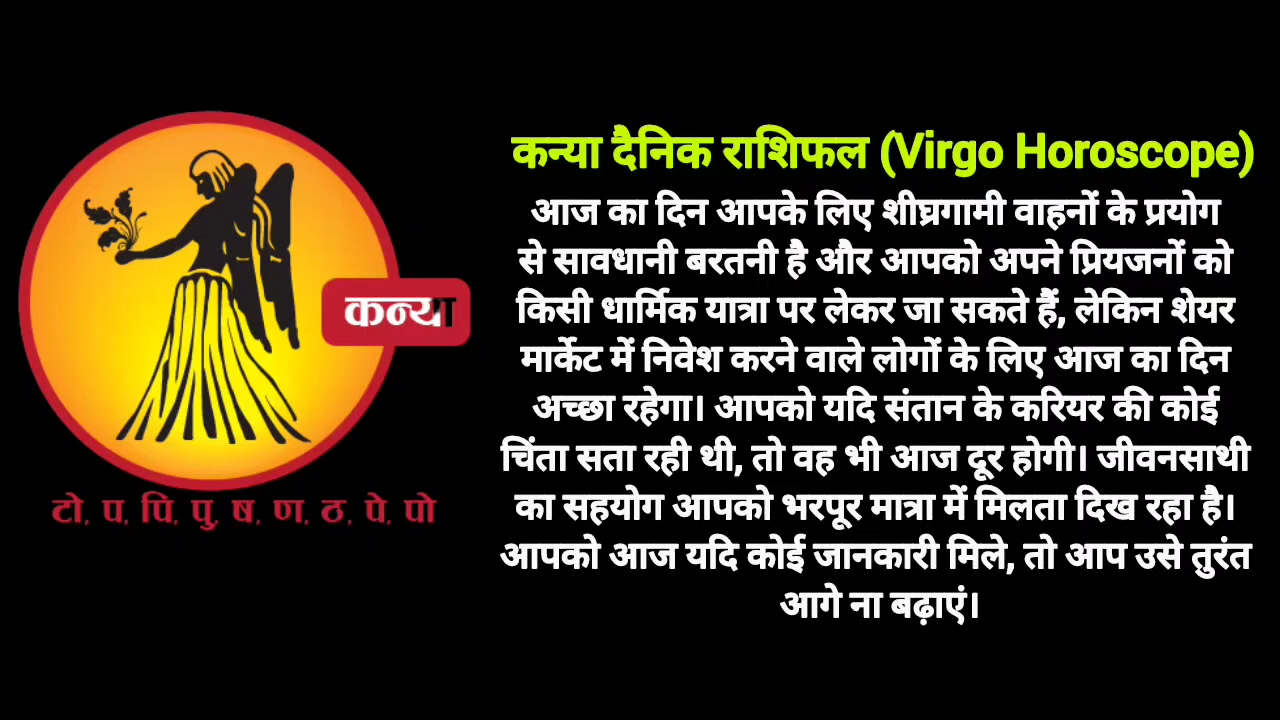 कन्या दैनिक राशिफल (Virgo Horoscope)
आज का दिन आपके लिए शीघ्रगामी वाहनों के प्रयोग
से सावधानी बरतनी है और आपको अपने प्रियजनों को
किसी धार्मिक यात्रा पर लेकर जा सकते हैं, लेकिन शेयर
मार्केट में निवेश करने वाले लोगों के लिए आज का दिन
अच्छा रहेगा। आपको यदि संतान के करियर की कोई
चिंता सता रही थी, तो वह भी आज दूर होगी। जीवनसाथी
का सहयोग आपको भरपूर मात्रा में मिलता दिख रहा है।
आपको आज यदि कोई जानकारी मिले, तो आप उसे तुरंत
आगे ना बढ़ाएं।
कन्या
टो, प, पि, पु, ष, ण, ठ, पे, पो